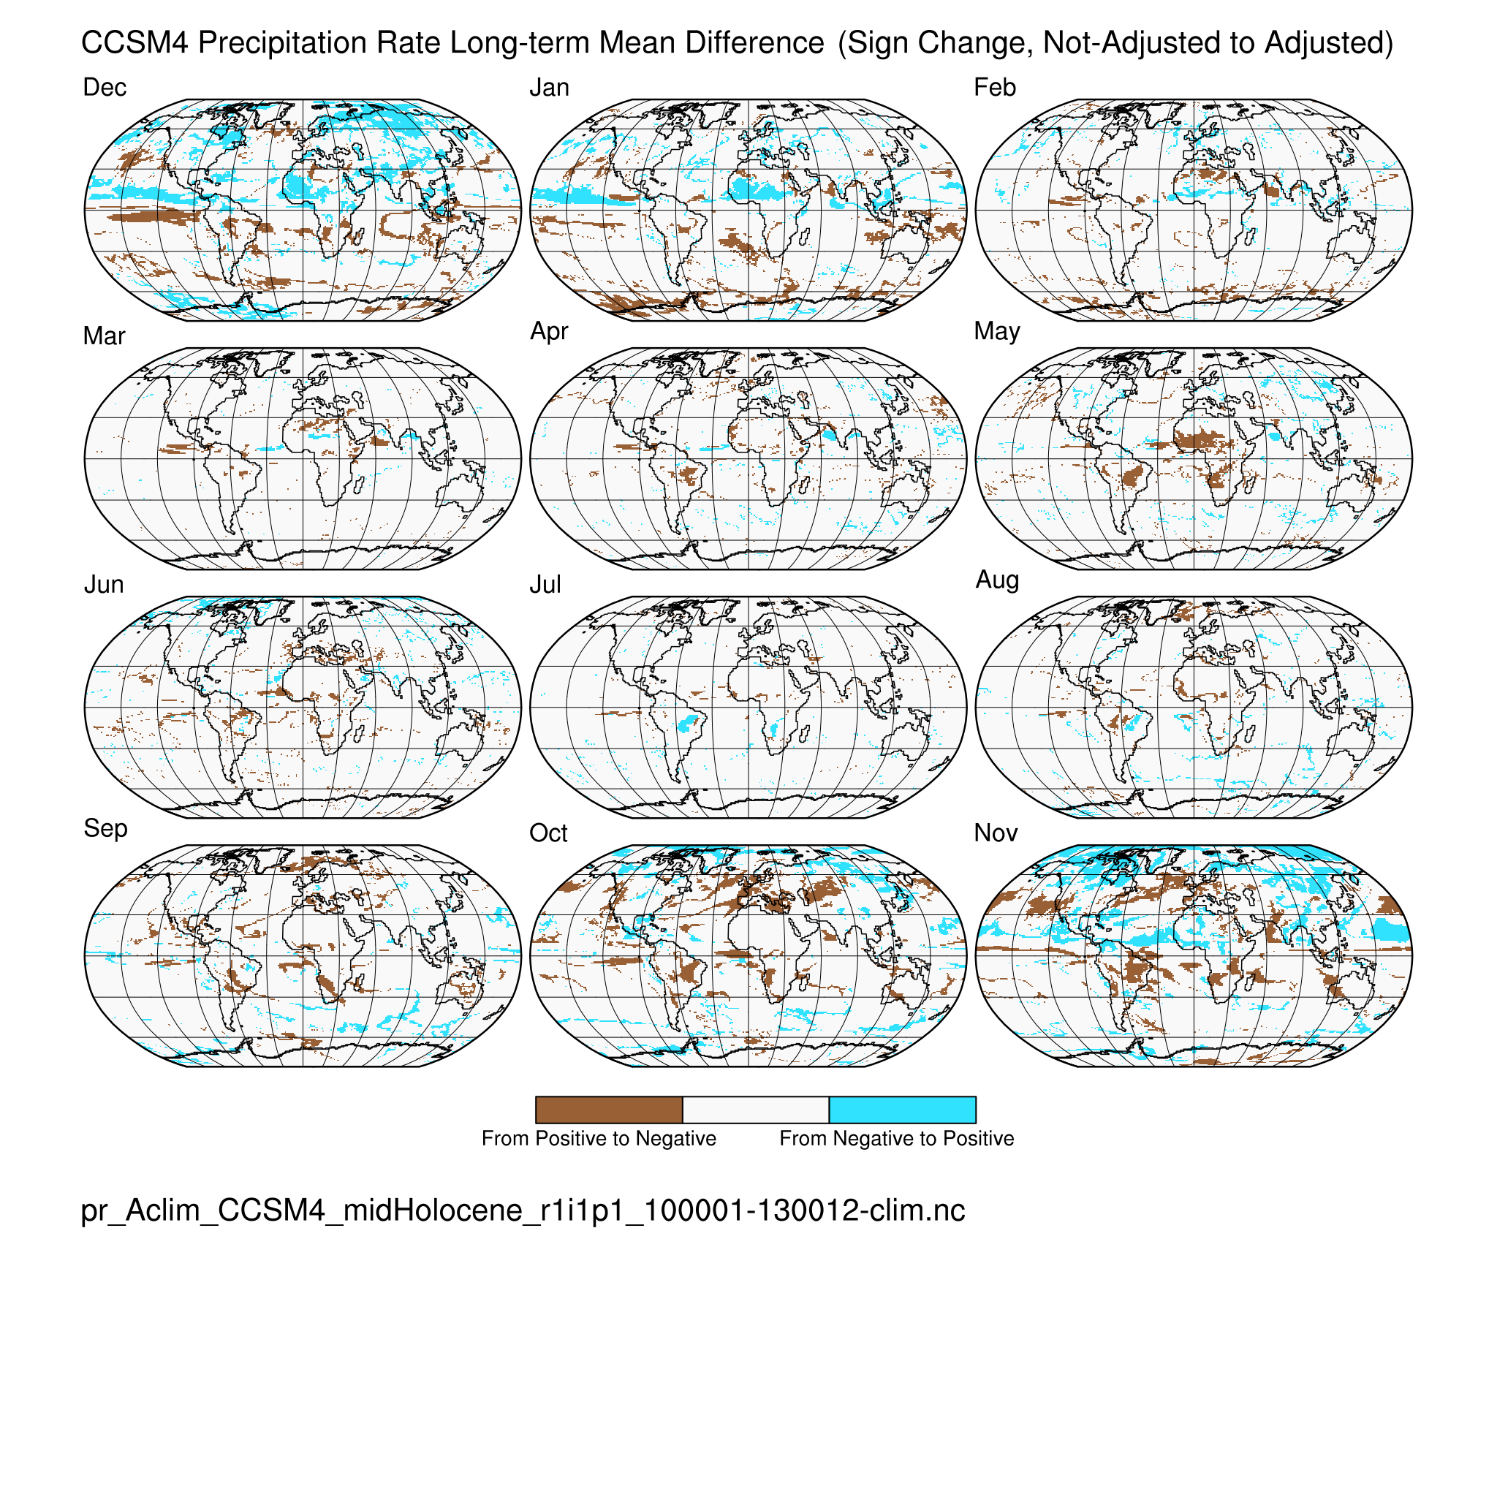 CCSM4 Precipitation Rate Long-term Mean Difference (Sign Change, Not-Adjusted to Adjusted)
Dec
Jan
Feb
Mar
Apr
May
Jun
Jul
Aug
Sep
Oct
Nov
From Positive to Negative
From Negative to Positive
pr_Aclim_CCSM4_midHolocene_r1i1p1_100001-130012-clim.nc